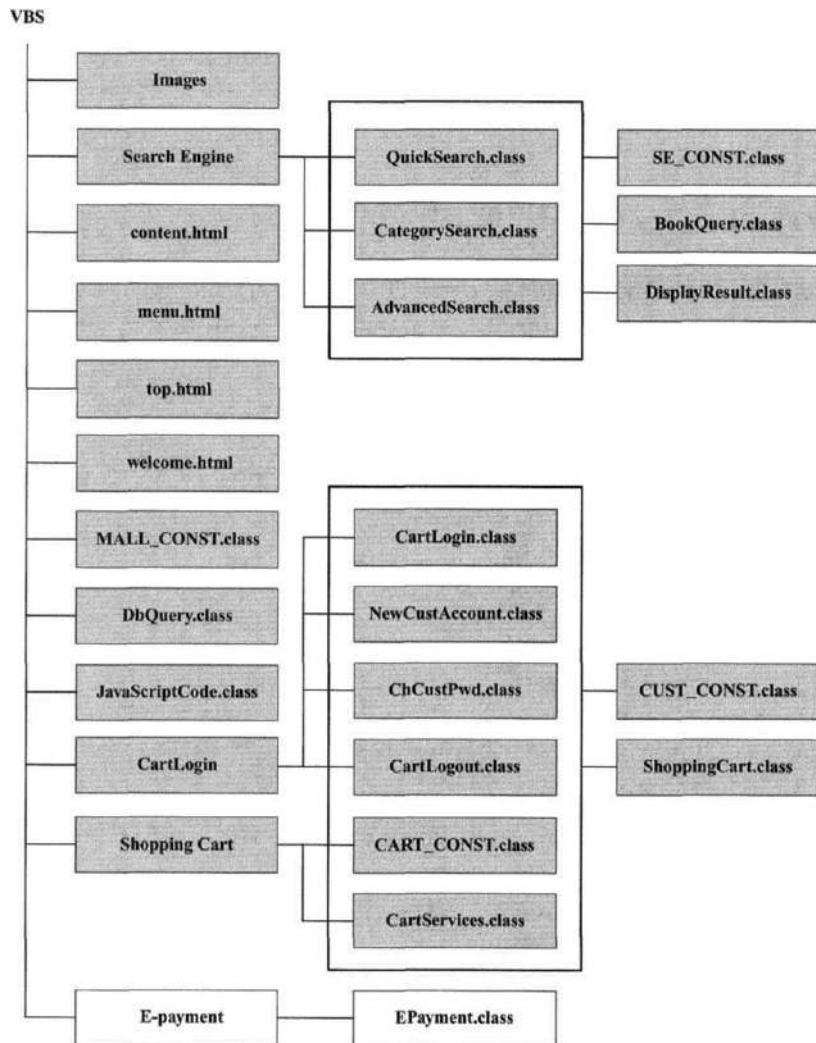 VBS
Images
Search Engine
QuickSearch.class
SE_CONST.class
CategorySearch.class
BookQuery.class
content.html
AdvancedSearch.class
DisplayResult.class
menu.html
top.html
welcome.html
MALL_CONST.class
CartLogin.class
DbQuery.class
NewCustAccount.class
JavaScriptCode.class
ChCustPwd.class
CUST_CONST.class
CartLogin
CartLogout.class
ShoppingCart.class
Shopping Cart
CART_CONST.class
CartServices.class
E-payment
EPayment.class